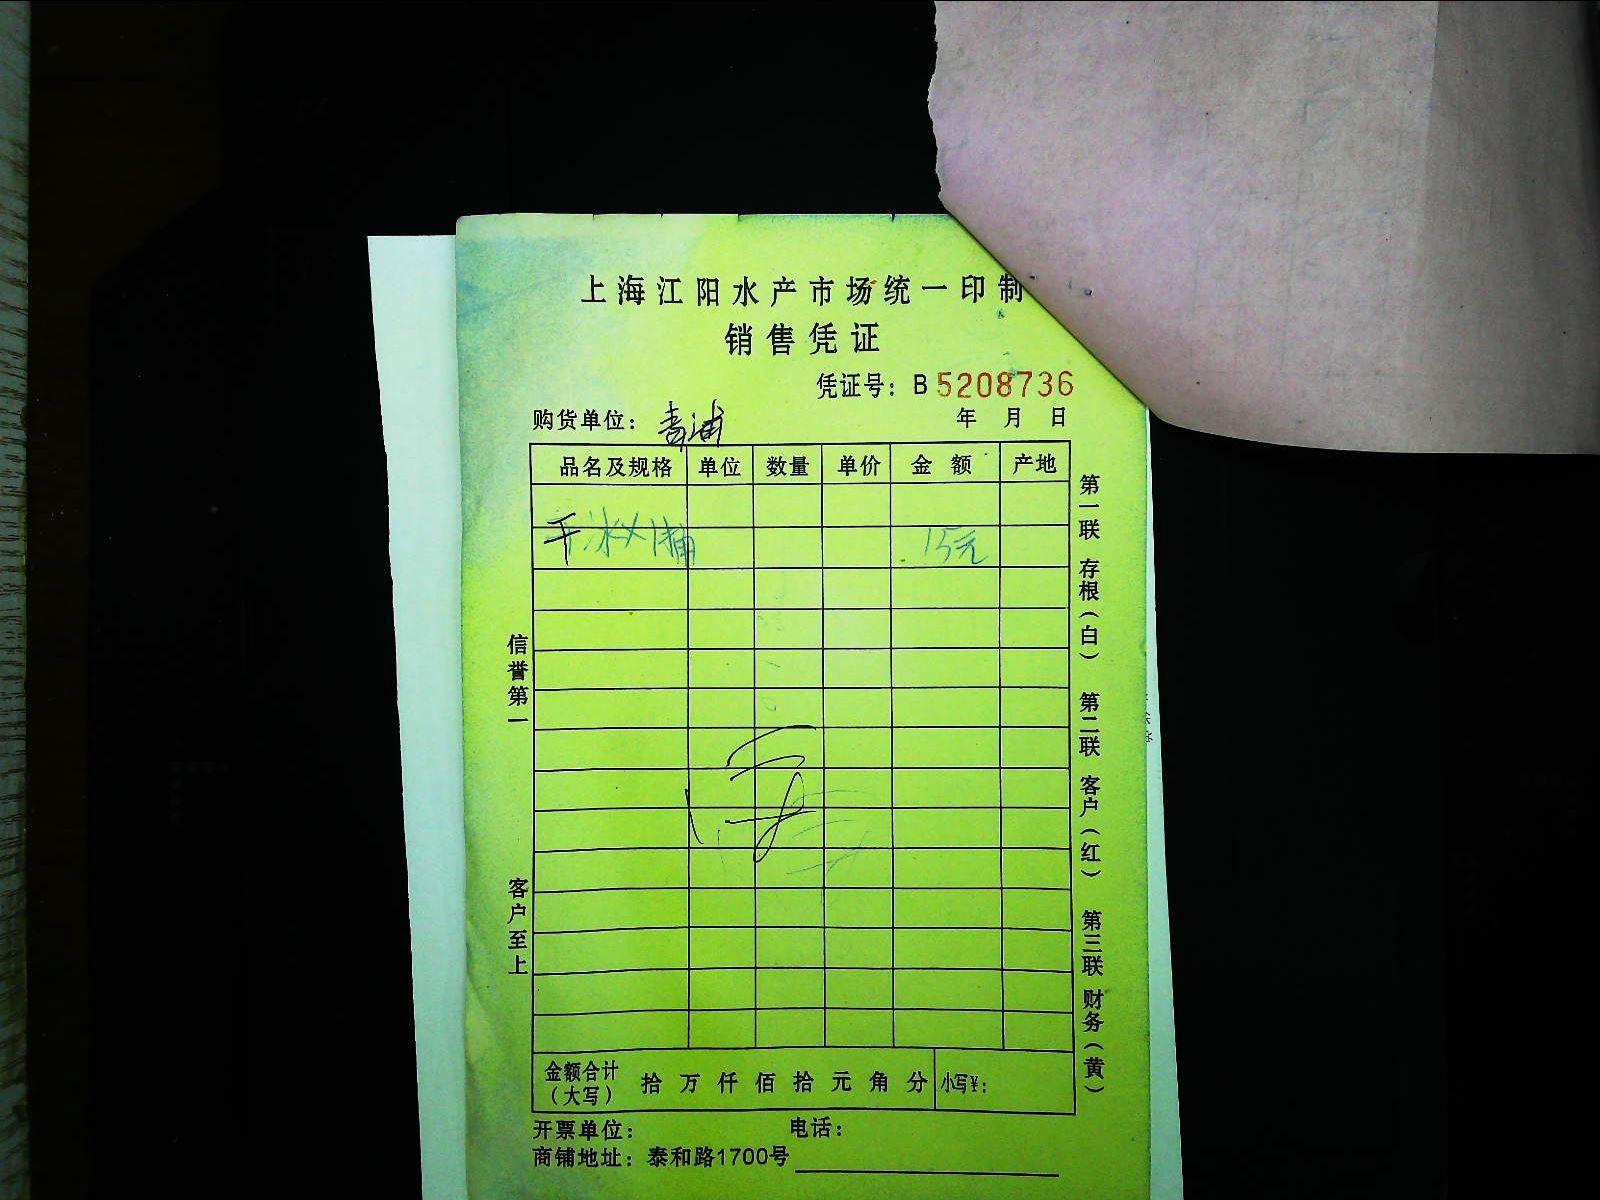 上海江阳水产市场统一印制
销售凭证
凭证号：B 5208736
购货单位：青浦 年 月 日
品名及规格 单位 数量 单价 金额 产地
干冰 15元
金额合计（大写） 拾 万 仟 佰 拾 元 角 分 小写¥：
开票单位： 电话：
商铺地址：泰和路1700号
信誉第一
客户至上
第一联 存根（白）
第二联 客户（红）
第三联 财务（黄）